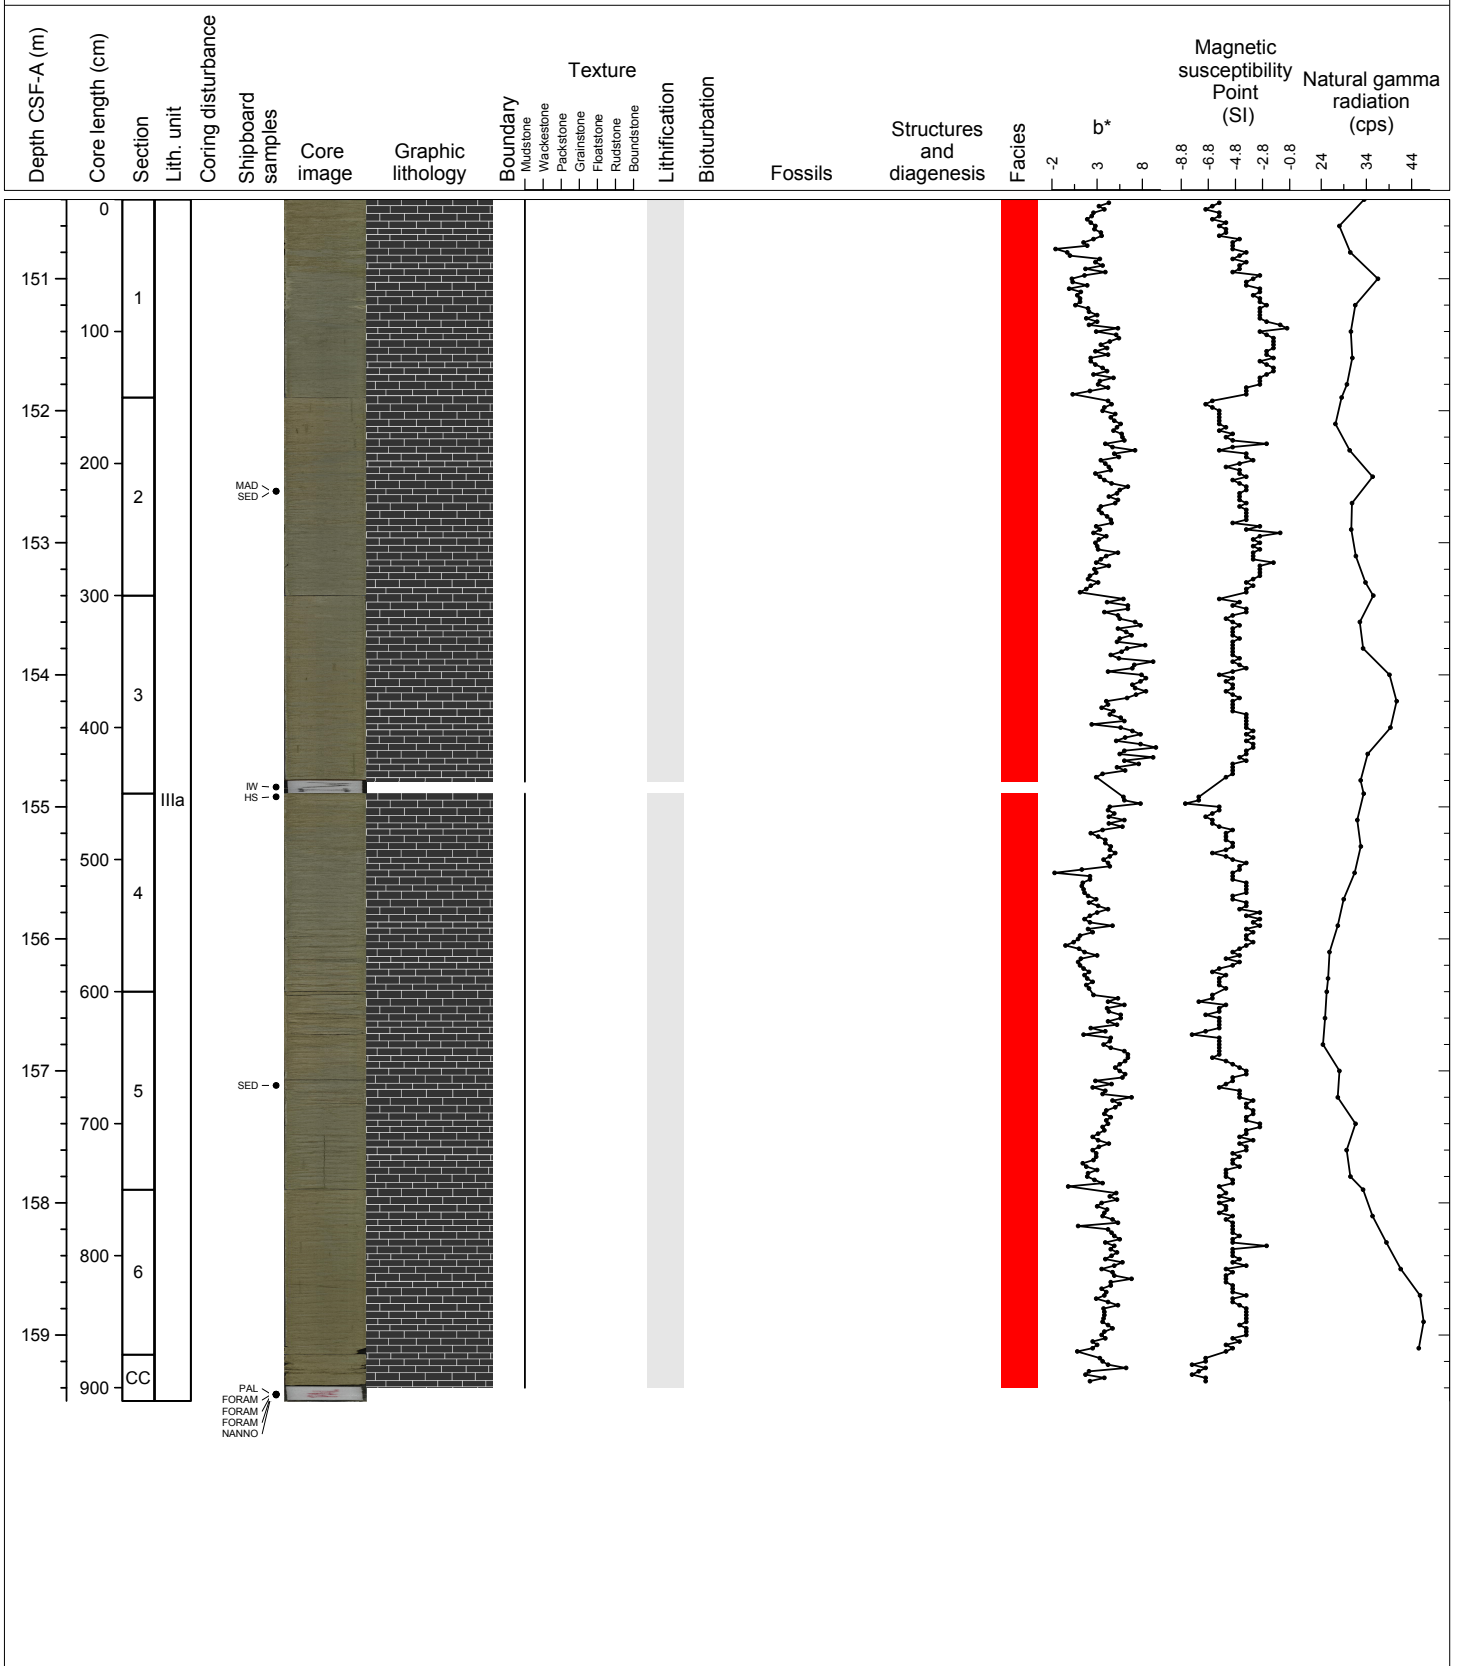 Depth CSF-A (m)
Core length (cm)
Section
Lith. unit
Coring disturbance
Shipboard
samples
Core
image
Graphic
lithology
Boundary
Texture
Mudstone
Wackestone
Packstone
Grainstone
Floatstone
Rudstone
Boundstone
Lithification
Bioturbation
Fossils
Structures
and
diagenesis
Facies
b*
-2 3 8
Magnetic
susceptibility
Point
(SI)
-8.8 -6.8 -4.8 -2.8 -0.8
Natural gamma
radiation
(cps)
24 34 44
0
151
1
100
152
200
MAD
SED
2
153
300
154
3
400
IW
HS
IIIa
155
500
4
156
600
157
SED
5
700
158
800
6
159
CC
900
PAL
FORAM
FORAM
FORAM
NANNO